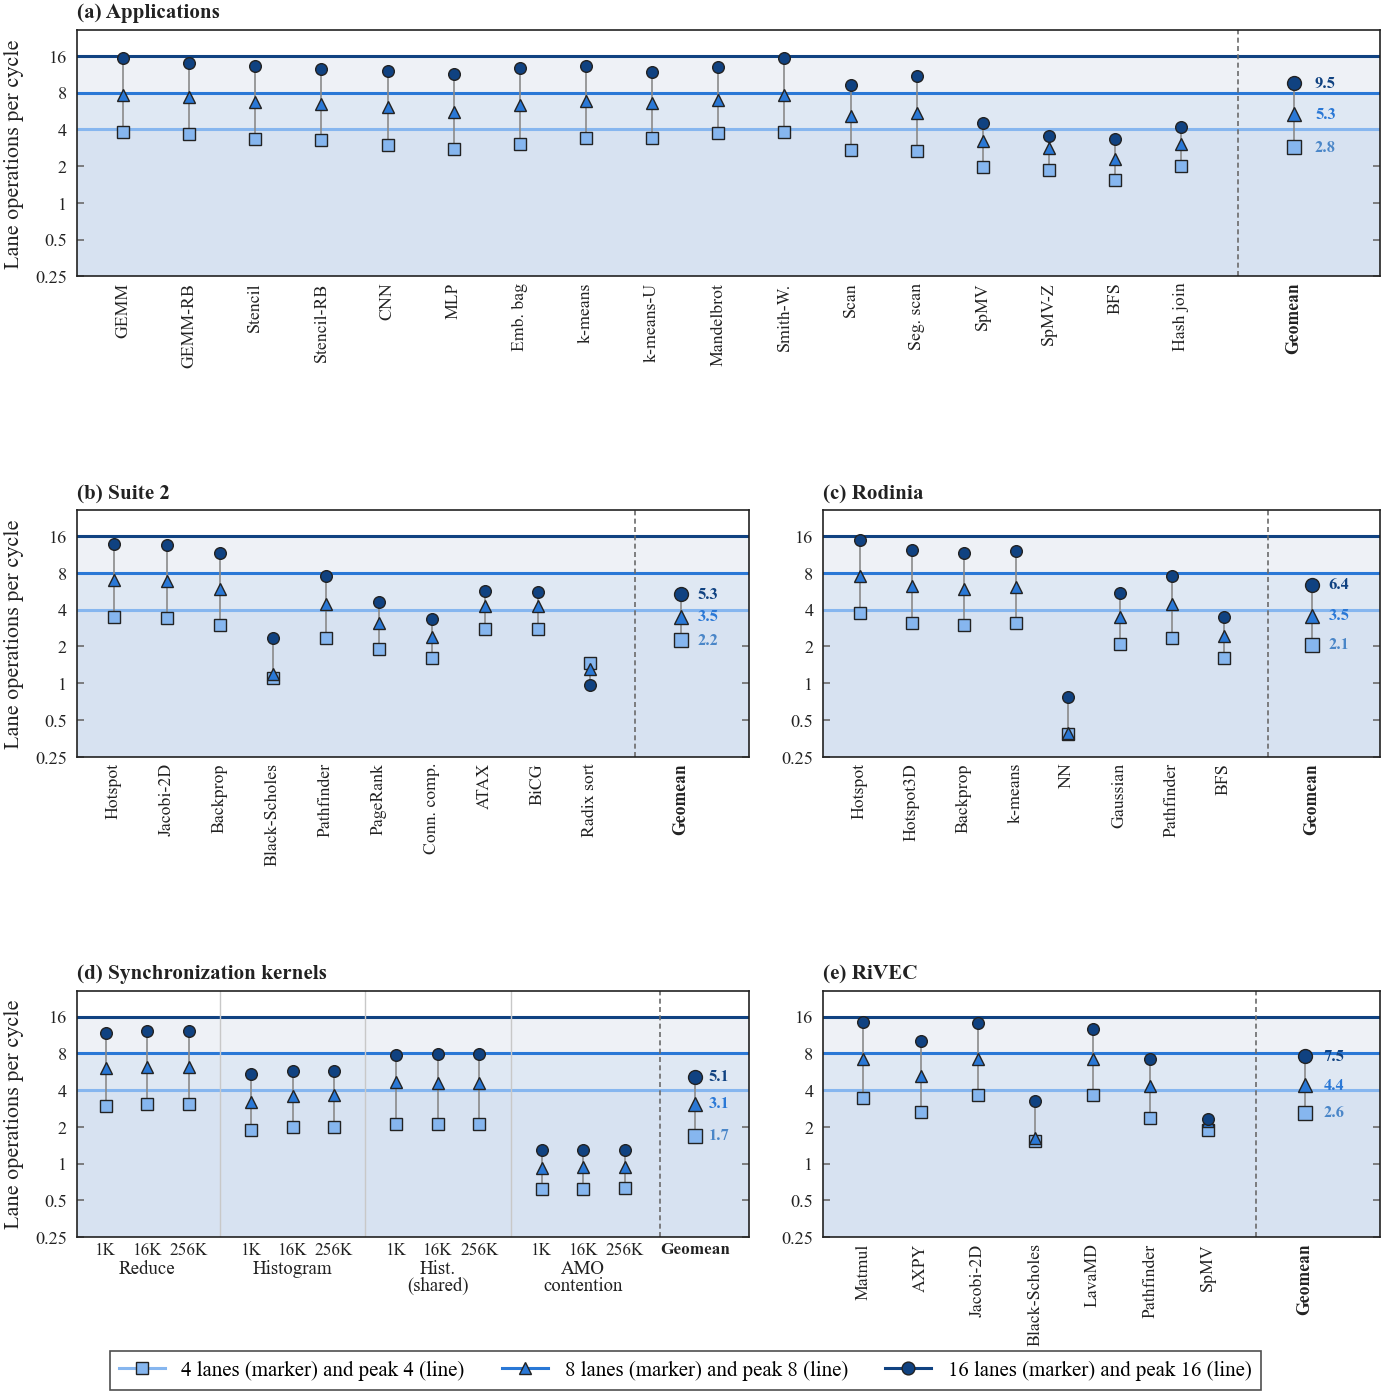 (a) Applications
Lane operations per cycle
16
8
4
2
1
0.5
0.25
9.5
5.3
2.8
GEMM
GEMM-RB
Stencil
Stencil-RB
CNN
MLP
Emb. bag
k-means
k-means-U
Mandelbrot
Smith-W.
Scan
Seg. scan
SpMV
SpMV-Z
BFS
Hash join
Geomean
(b) Suite 2
Lane operations per cycle
16
8
4
2
1
0.5
0.25
5.3
3.5
2.2
Hotspot
Jacobi-2D
Backprop
Black-Scholes
Pathfinder
PageRank
Conn. comp.
ATAX
BiCG
Radix sort
Geomean
(c) Rodinia
16
8
4
2
1
0.5
0.25
6.4
3.5
2.1
Hotspot
Hotspot3D
Backprop
k-means
NN
Gaussian
Pathfinder
BFS
Geomean
(d) Synchronization kernels
Lane operations per cycle
16
8
4
2
1
0.5
0.25
5.1
3.1
1.7
1K 16K 256K 1K 16K 256K 1K 16K 256K 1K 16K 256K Geomean
Reduce Histogram Hist. AMO
(shared) contention
(e) RiVEC
16
8
4
2
1
0.5
0.25
7.5
4.4
2.6
Matmul
AXPY
Jacobi-2D
Black-Scholes
LavaMD
Pathfinder
SpMV
Geomean
4 lanes (marker) and peak 4 (line) 8 lanes (marker) and peak 8 (line) 16 lanes (marker) and peak 16 (line)